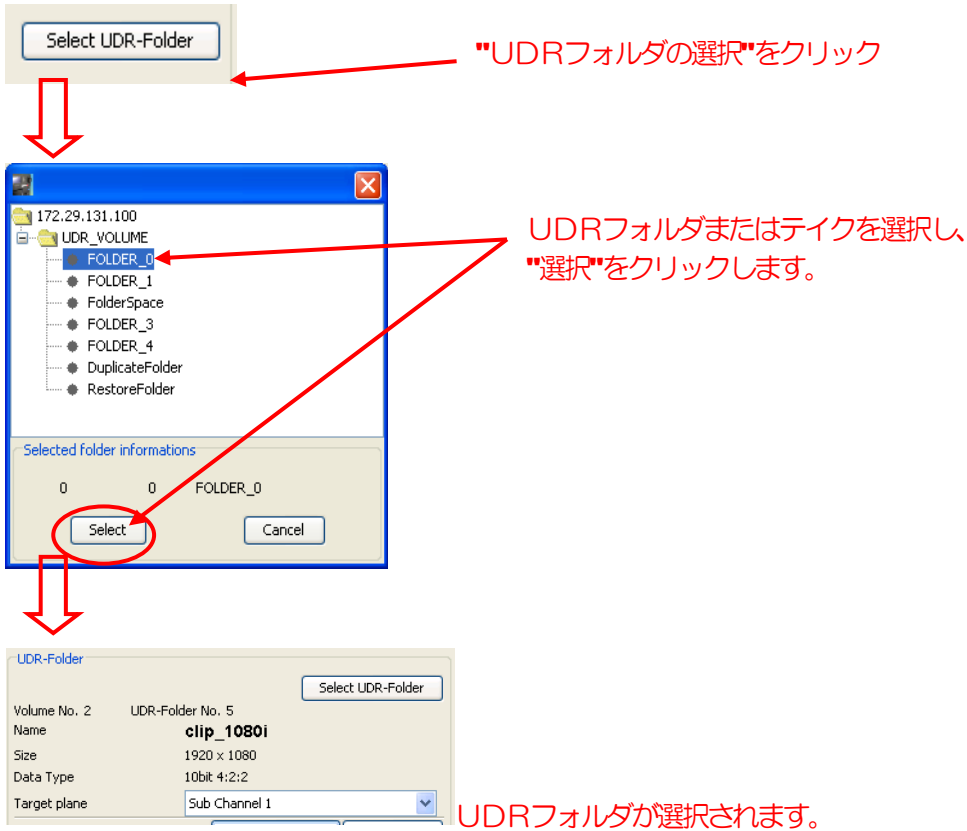 Select UDR-Folder
"UDRフォルダの選択"をクリック
172.29.131.100
UDR_VOLUME
FOLDER_0
FOLDER_1
FolderSpace
FOLDER_3
FOLDER_4
DuplicateFolder
RestoreFolder
UDRフォルダまたはテイクを選択し、
"選択"をクリックします。
Selected folder informations
0 0 FOLDER_0
Select Cancel
UDR-Folder
Select UDR-Folder
Volume No. 2 UDR-Folder No. 5
Name clip_1080i
Size 1920 x 1080
Data Type 10bit 4:2:2
Target plane Sub Channel 1
UDRフォルダが選択されます。